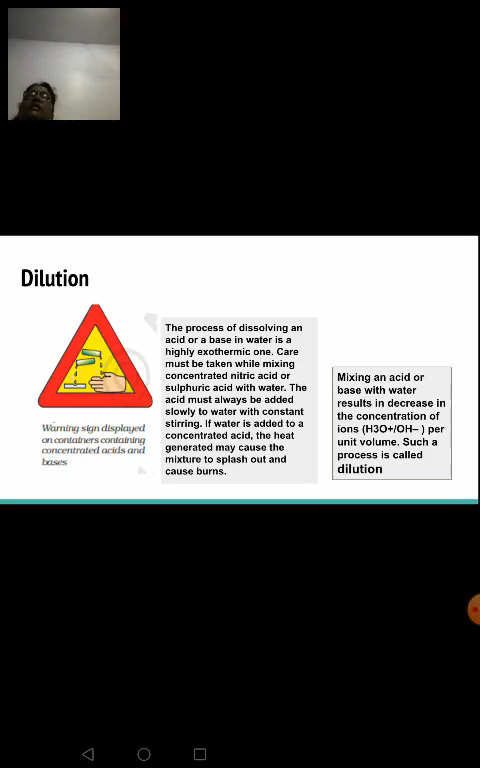 Dilution
The process of dissolving an
acid or a base in water is a
highly exothermic one. Care
must be taken while mixing
concentrated nitric acid or
sulphuric acid with water. The
acid must always be added
slowly to water with constant
stirring. If water is added to a
concentrated acid, the heat
generated may cause the
mixture to splash out and
cause burns.
Warning sign displayed
on containers containing
concentrated acids and
bases
Mixing an acid or
base with water
results in decrease in
the concentration of
ions (H3O+/OH– ) per
unit volume. Such a
process is called
dilution